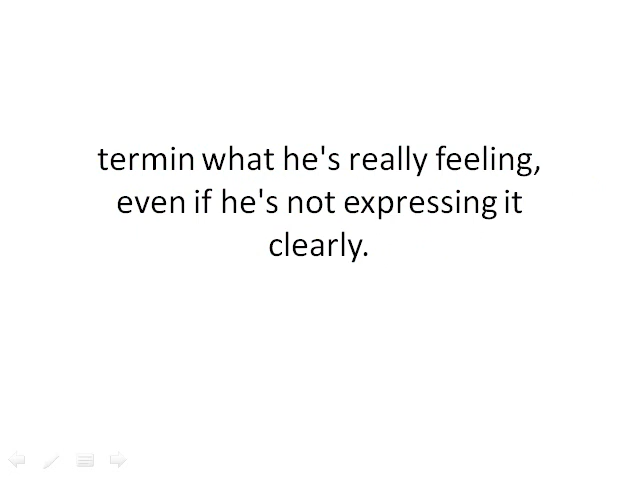 termin what he's really feeling,
even if he's not expressing it
clearly.